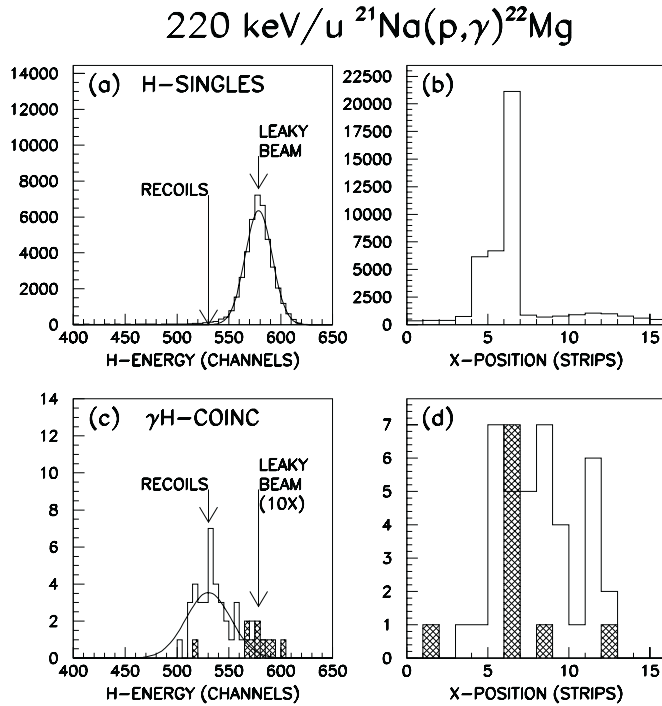 220 keV/u ²¹Na(p,γ)²²Mg
(a) H-SINGLES
14000
12000
10000
8000
6000
4000
2000
0
LEAKY
BEAM
RECOILS
400 450 500 550 600 650
H-ENERGY (CHANNELS)
(b)
22500
20000
17500
15000
12500
10000
7500
5000
2500
0
0 5 10 15
X-POSITION (STRIPS)
(c) γH-COINC
14
12
10
8
6
4
2
0
RECOILS
LEAKY
BEAM
(10X)
400 450 500 550 600 650
H-ENERGY (CHANNELS)
(d)
7
6
5
4
3
2
1
0
0 5 10 15
X-POSITION (STRIPS)